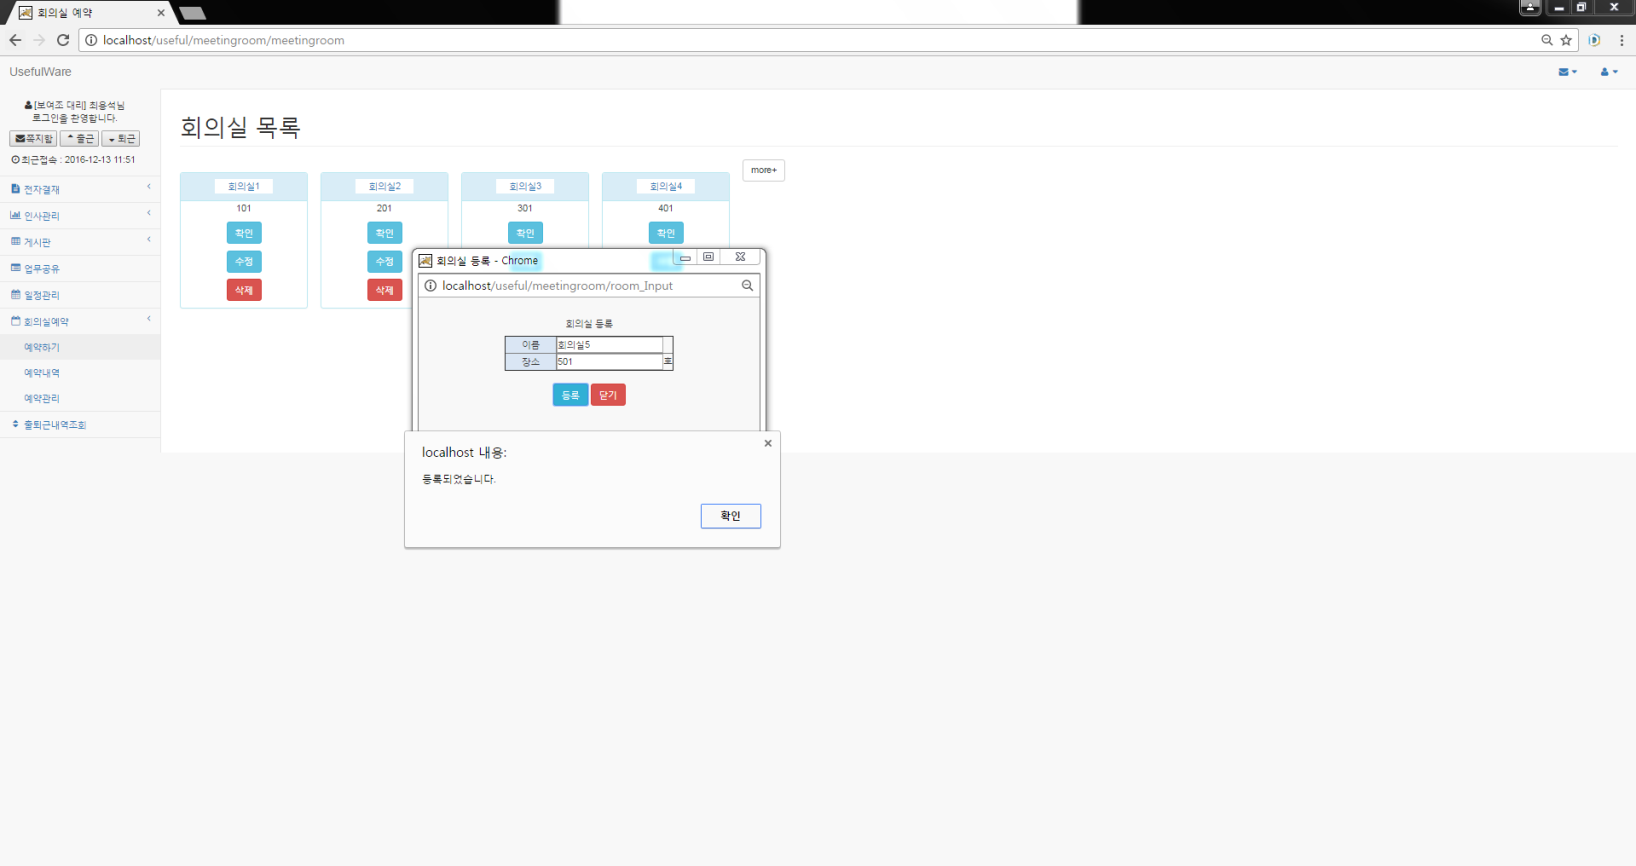 회의실 예약
localhost/useful/meetingroom/meetingroom
UsefulWare
[보여조 대리] 최용석님
로그인을 환영합니다.
쪽지함 출근 퇴근
최근접속 : 2016-12-13 11:51
전자결재
인사관리
게시판
업무공유
일정관리
회의실예약
예약하기
예약내역
예약관리
출퇴근내역조회
회의실 목록
회의실1 회의실2 회의실3 회의실4
more+
101 201 301 401
확인 확인 확인 확인
수정 수정
삭제 삭제
회의실 등록 - Chrome
localhost/useful/meetingroom/room_Input
회의실 등록
이름 회의실5
장소 501 호
등록 닫기
localhost 내용:
등록되었습니다.
확인